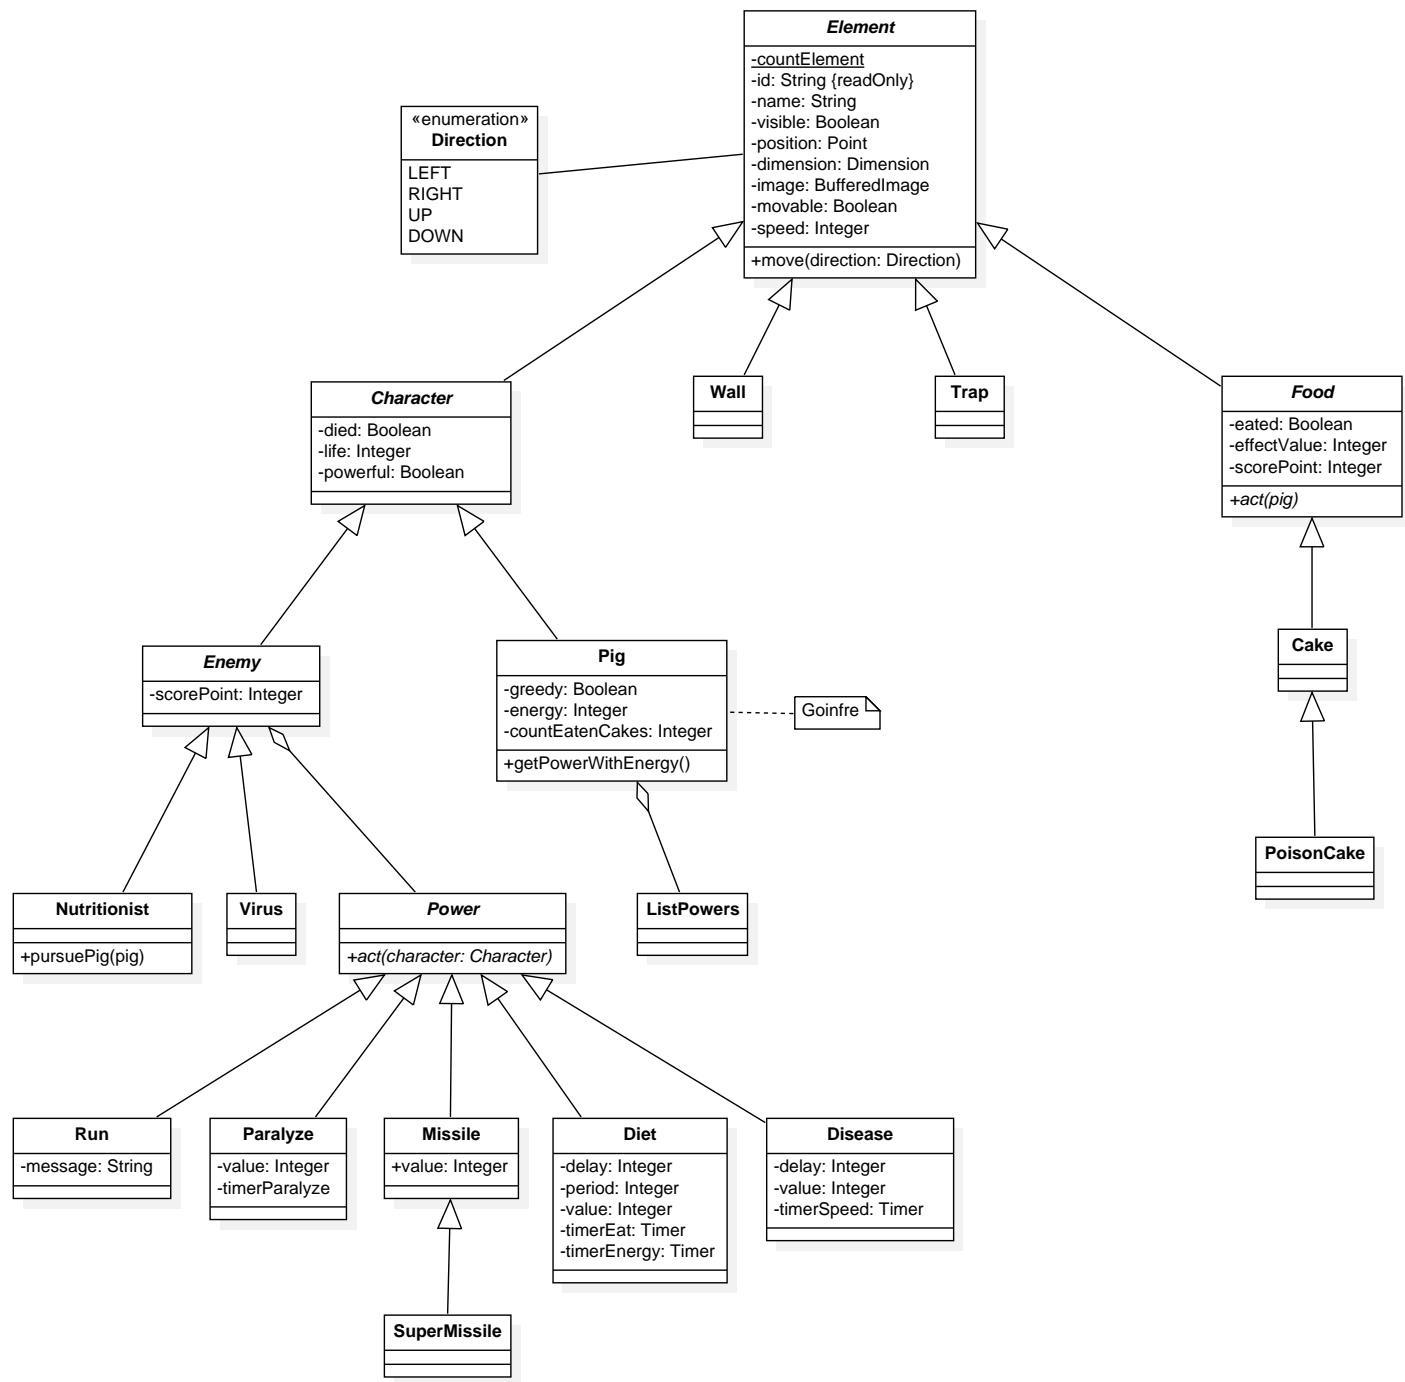 Element
-countElement
-id: String {readOnly}
-name: String
-visible: Boolean
-position: Point
-dimension: Dimension
-image: BufferedImage
-movable: Boolean
-speed: Integer
+move(direction: Direction)
«enumeration»
Direction
LEFT
RIGHT
UP
DOWN
Character
-died: Boolean
-life: Integer
-powerful: Boolean
Wall
Trap
Food
-eated: Boolean
-effectValue: Integer
-scorePoint: Integer
+act(pig)
Enemy
-scorePoint: Integer
Pig
-greedy: Boolean
-energy: Integer
-countEatenCakes: Integer
+getPowerWithEnergy()
Goinfre
Cake
PoisonCake
Nutritionist
+pursuePig(pig)
Virus
Power
+act(character: Character)
ListPowers
Run
-message: String
Paralyze
-value: Integer
-timerParalyze
Missile
+value: Integer
Diet
-delay: Integer
-period: Integer
-value: Integer
-timerEat: Timer
-timerEnergy: Timer
Disease
-delay: Integer
-value: Integer
-timerSpeed: Timer
SuperMissile